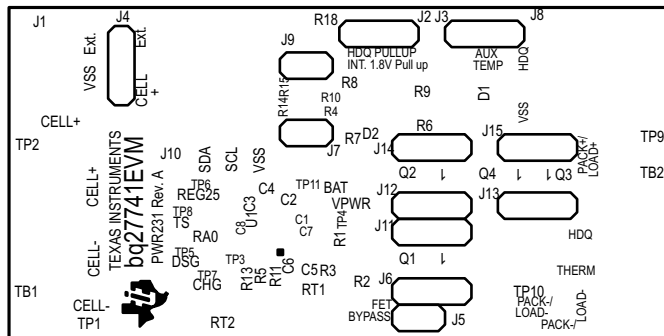 J1
J4
R18
J2
J3
J8
VSS Ext.
Ext.
CELL
+
J9
HDQ PULLUP
INT. 1.8V Pull up
AUX
TEMP
HDQ
R14
R15
R8
R10
R4
R9
D1
VSS
CELL+
TP2
J7
R7
D2
R6
J14
J15
PACK+/
LOAD+
TP9
TB2
J10
SDA
SCL
VSS
Q2
1
Q4
1
1
Q3
CELL+
CELL-
TEXAS INSTRUMENTS
bq27741EVM
PWR231 Rev. A
TP6
REG25
TP8
TS
RA0
TP5
DSG
TP7
CHG
C4
C2
TP11
BAT
VPWR
J12
J13
C8
U1
C3
C1
C7
R1
TP4
J11
HDQ
TP3
R13
R5
R11
C6
C5
R3
RT1
Q1
1
R2
J6
THERM
TB1
CELL-
TP1
RT2
FET
BYPASS
J5
TP10
PACK-/
LOAD-
PACK-/
LOAD-